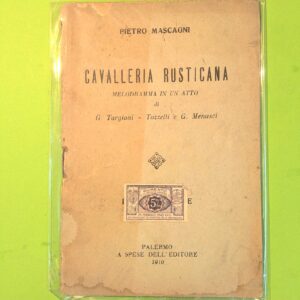 PIETRO MASCAGNI
CAVALLERIA RUSTICANA
MELODRAMMA IN UN ATTO
di
G. Targioni - Tozzetti e G. Menasci
PALERMO
A SPESE DELL'EDITORE
1910